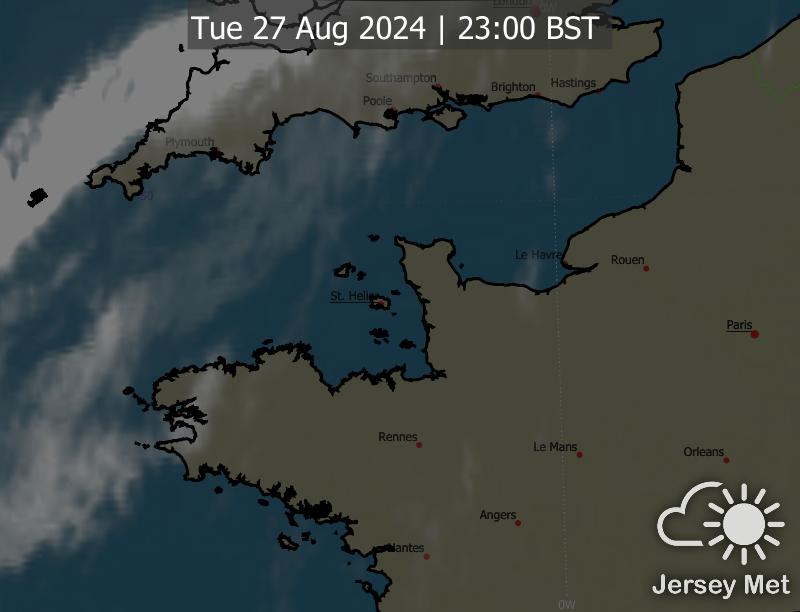 London
0W
Tue 27 Aug 2024 | 23:00 BST
Southampton
Brighton
Hastings
Poole
Plymouth
50
Le Havre
Rouen
St. Helier
Paris
Rennes
Le Mans
Orleans
Angers
Nantes
Jersey Met
0W